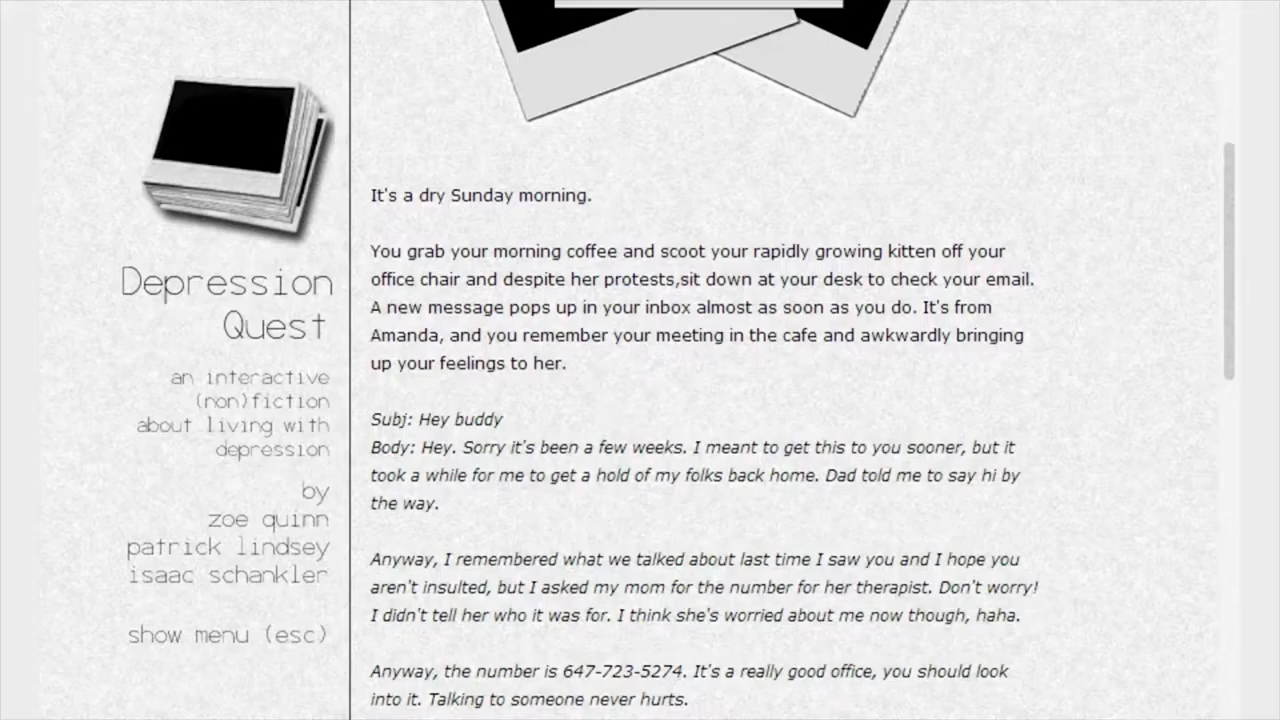 Depression
Quest
an interactive
(non)fiction
about living with
depression
by
zoe quinn
patrick lindsey
isaac schankler
show menu (esc)
It's a dry Sunday morning.
You grab your morning coffee and scoot your rapidly growing kitten off your
office chair and despite her protests,sit down at your desk to check your email.
A new message pops up in your inbox almost as soon as you do. It's from
Amanda, and you remember your meeting in the cafe and awkwardly bringing
up your feelings to her.
Subj: Hey buddy
Body: Hey. Sorry it's been a few weeks. I meant to get this to you sooner, but it
took a while for me to get a hold of my folks back home. Dad told me to say hi by
the way.
Anyway, I remembered what we talked about last time I saw you and I hope you
aren't insulted, but I asked my mom for the number for her therapist. Don't worry!
I didn't tell her who it was for. I think she's worried about me now though, haha.
Anyway, the number is 647-723-5274. It's a really good office, you should look
into it. Talking to someone never hurts.